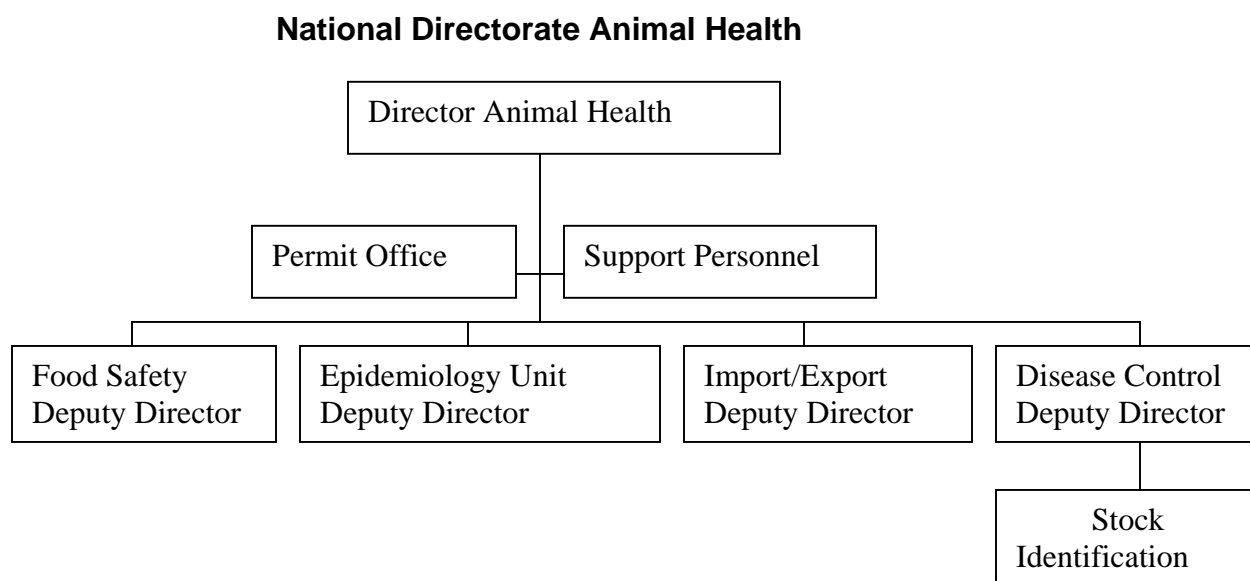 National Directorate Animal Health
Director Animal Health
Permit Office
Support Personnel
Food Safety
Deputy Director
Epidemiology Unit
Deputy Director
Import/Export
Deputy Director
Disease Control
Deputy Director
Stock
Identification